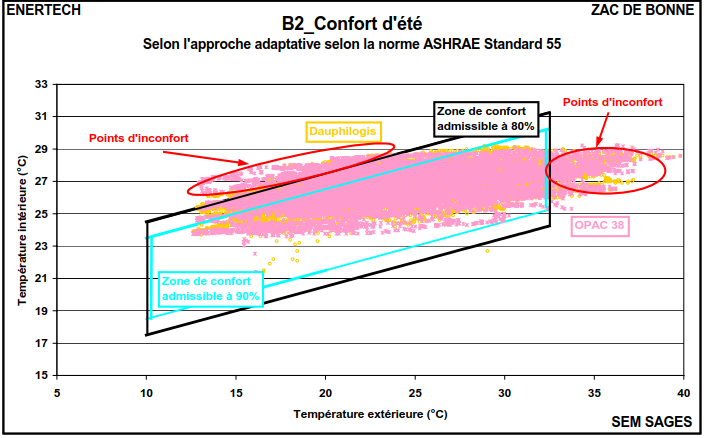 ENERTECH
ZAC DE BONNE
B2_Confort d'été
Selon l'approche adaptative selon la norme ASHRAE Standard 55
33
31
29
27
25
23
21
19
17
15
Température intérieure (°C)
Points d'inconfort
Dauphilogis
Zone de confort
admissible à 80%
Points d'inconfort
OPAC 38
Zone de confort
admissible à 90%
5
10
15
20
25
30
35
40
Température extérieure (°C)
SEM SAGES